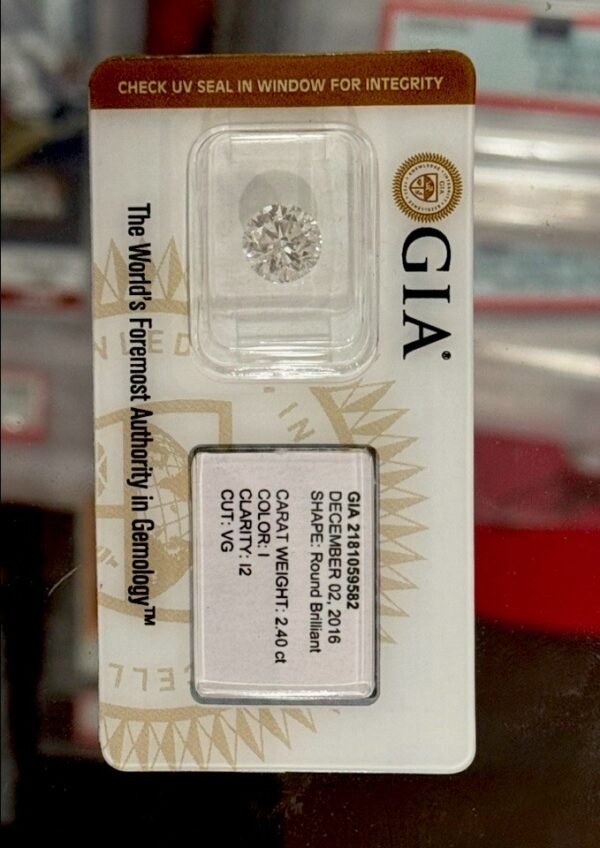 CHECK UV SEAL IN WINDOW FOR INTEGRITY
GIA®
The World's Foremost Authority in Gemology™
GIA 2181059582
DECEMBER 02, 2016
SHAPE: Round Brilliant
CARAT WEIGHT: 2.40 ct
COLOR: I
CLARITY: I2
CUT: VG